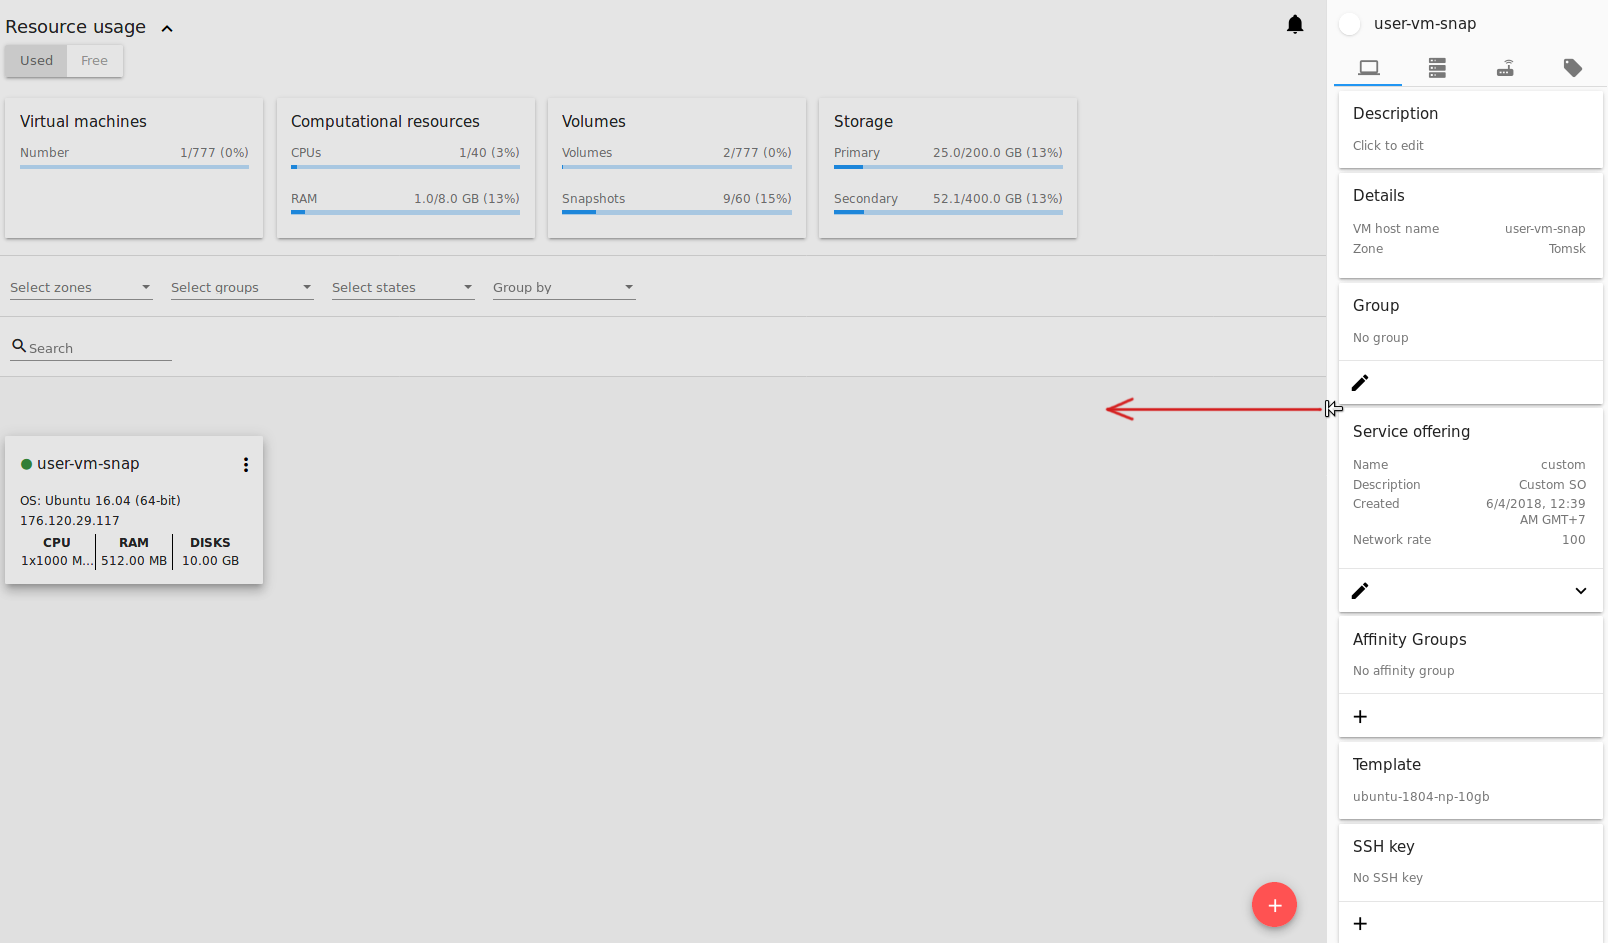 Resource usage
Used Free
Virtual machines
Number 1/777 (0%)
Computational resources
CPUs 1/40 (3%)
RAM 1.0/8.0 GB (13%)
Volumes
Volumes 2/777 (0%)
Snapshots 9/60 (15%)
Storage
Primary 25.0/200.0 GB (13%)
Secondary 52.1/400.0 GB (13%)
Select zones Select groups Select states Group by
Search
user-vm-snap
OS: Ubuntu 16.04 (64-bit)
176.120.29.117
CPU RAM DISKS
1x1000 M... 512.00 MB 10.00 GB
user-vm-snap
Description
Click to edit
Details
VM host name user-vm-snap
Zone Tomsk
Group
No group
Service offering
Name custom
Description Custom SO
Created 6/4/2018, 12:39
AM GMT+7
Network rate 100
Affinity Groups
No affinity group
Template
ubuntu-1804-np-10gb
SSH key
No SSH key